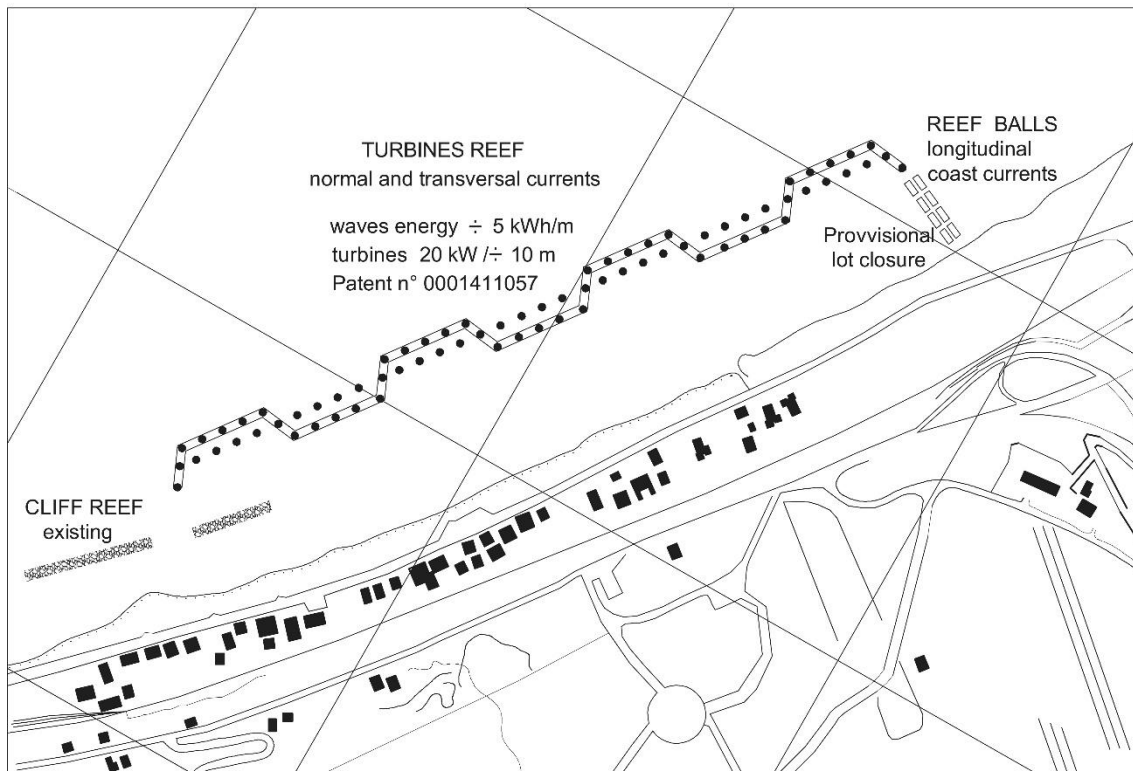 TURBINES REEF
normal and transversal currents
waves energy ÷ 5 kWh/m
turbines 20 kW /÷ 10 m
Patent n° 0001411057
REEF BALLS
longitudinal
coast currents
Provvisional
lot closure
CLIFF REEF
existing